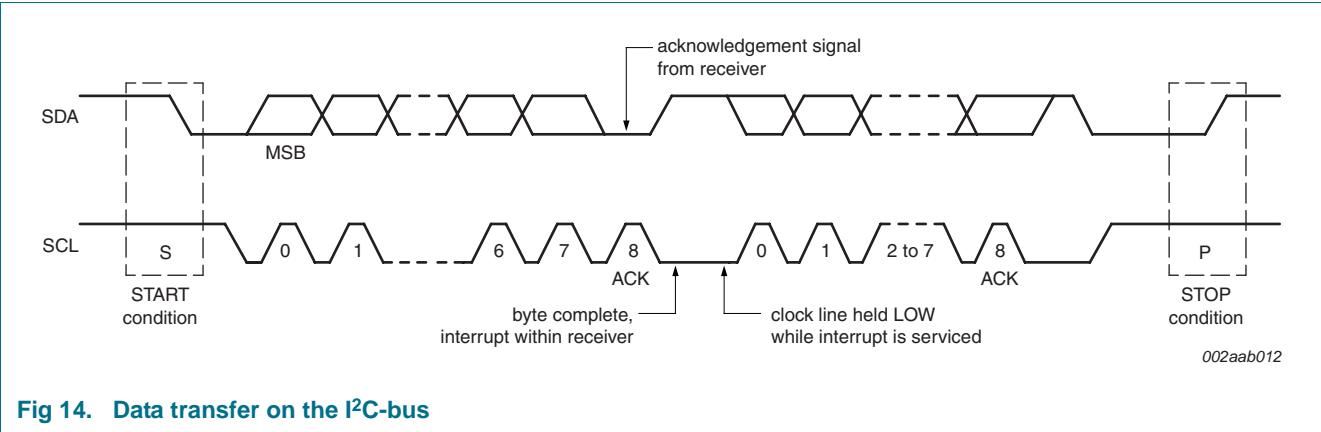 acknowledgement signal
from receiver
SDA
MSB
SCL
S
0
1
6
7
8
0
1
2 to 7
8
P
ACK
ACK
START
condition
byte complete,
interrupt within receiver
clock line held LOW
while interrupt is serviced
STOP
condition
002aab012
Fig 14. Data transfer on the I²C-bus